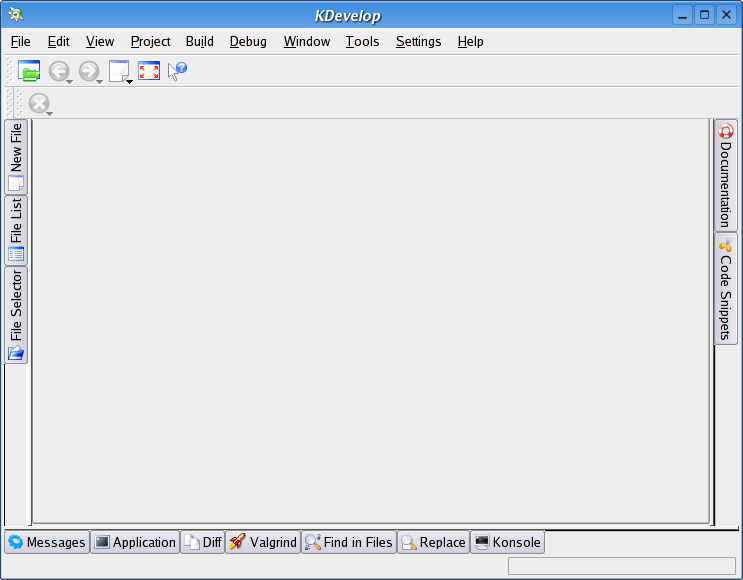 KDevelop
File Edit View Project Build Debug Window Tools Settings Help
New File
File List
File Selector
Documentation
Code Snippets
Messages Application Diff Valgrind Find in Files Replace Konsole